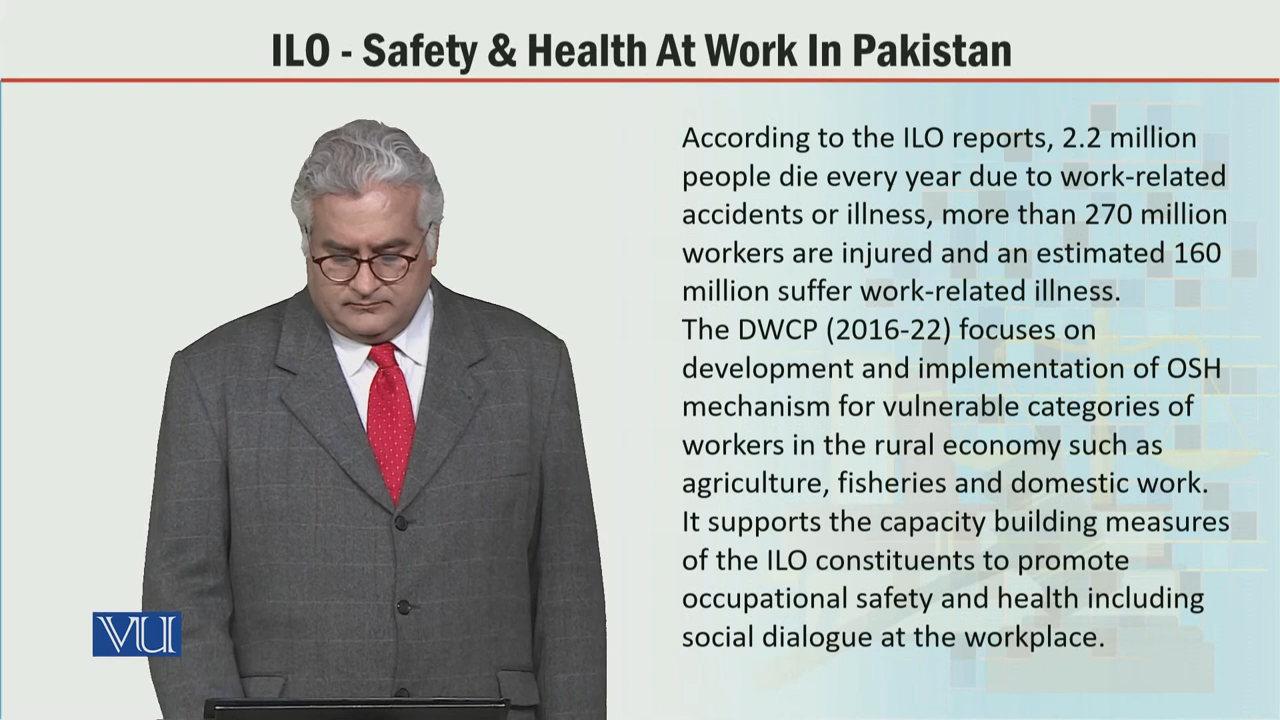 ILO - Safety & Health At Work In Pakistan
According to the ILO reports, 2.2 million
people die every year due to work-related
accidents or illness, more than 270 million
workers are injured and an estimated 160
million suffer work-related illness.
The DWCP (2016-22) focuses on
development and implementation of OSH
mechanism for vulnerable categories of
workers in the rural economy such as
agriculture, fisheries and domestic work.
It supports the capacity building measures
of the ILO constituents to promote
occupational safety and health including
social dialogue at the workplace.
VU